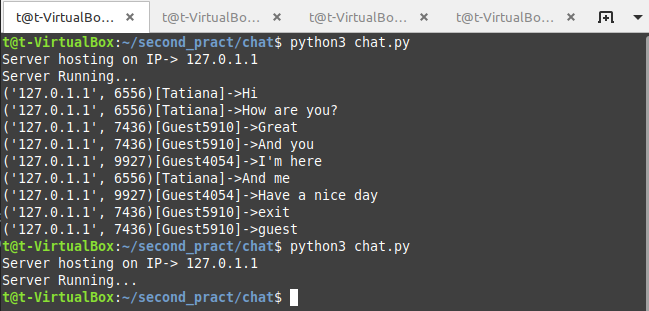 t@t-VirtualBo... × t@t-VirtualBo... × t@t-VirtualBo... × t@t-VirtualBo... ×
t@t-VirtualBox:~/second_pract/chat$ python3 chat.py
Server hosting on IP-> 127.0.1.1
Server Running...
('127.0.1.1', 6556)[Tatiana]->Hi
('127.0.1.1', 6556)[Tatiana]->How are you?
('127.0.1.1', 7436)[Guest5910]->Great
('127.0.1.1', 7436)[Guest5910]->And you
('127.0.1.1', 9927)[Guest4054]->I'm here
('127.0.1.1', 6556)[Tatiana]->And me
('127.0.1.1', 9927)[Guest4054]->Have a nice day
('127.0.1.1', 7436)[Guest5910]->exit
('127.0.1.1', 7436)[Guest5910]->guest
t@t-VirtualBox:~/second_pract/chat$ python3 chat.py
Server hosting on IP-> 127.0.1.1
Server Running...
t@t-VirtualBox:~/second_pract/chat$